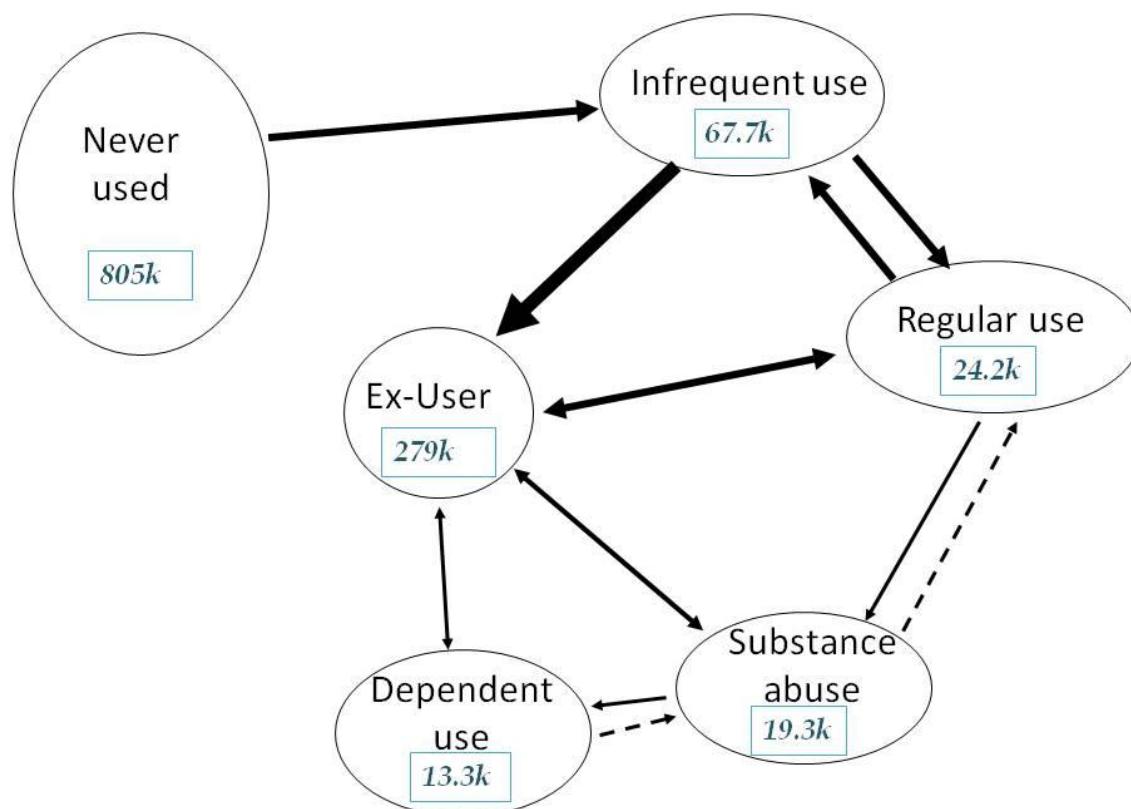 Never
used
805k
Infrequent use
67.7k
Regular use
24.2k
Ex-User
279k
Substance
abuse
19.3k
Dependent
use
13.3k